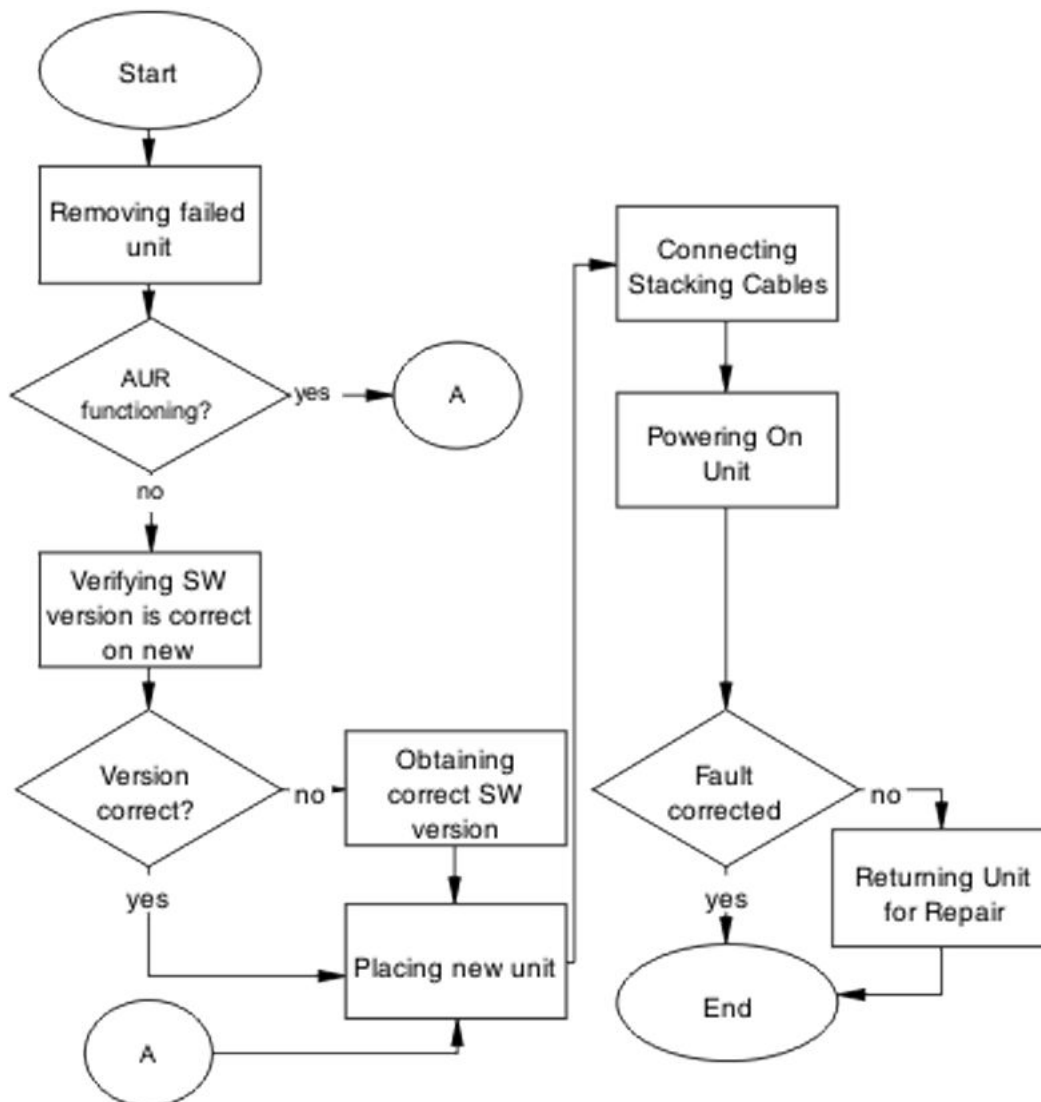 Start
Removing failed
unit
AUR
functioning?
yes
A
no
Verifying SW
version is correct
on new
Version
correct?
no
Obtaining
correct SW
version
yes
Placing new unit
A
Connecting
Stacking Cables
Powering On
Unit
Fault
corrected
no
Returning Unit
for Repair
yes
End